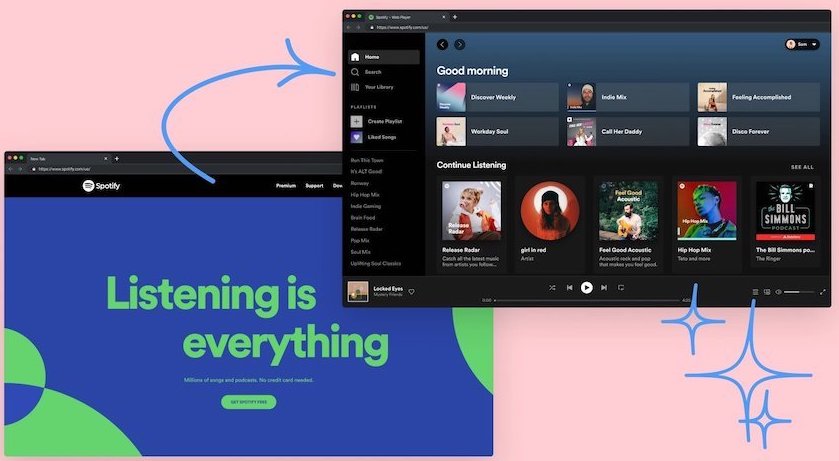 Spotify – Web Player
https://www.spotify.com/us/
Home
Search
Your Library
PLAYLISTS
Create Playlist
Liked Songs
Run This Town
It's ALT Good
Runway
Hip Hop Mix
Indie Gaming
Brain Food
Release Radar
Pop Mix
Soul Mix
Uplifting Soul Classics
Sam
Good morning
Discover Weekly
Indie Mix
Feeling Accomplished
Workday Soul
Call Her Daddy
Disco Forever
Continue Listening
SEE ALL
Release
Radar
Feel Good
Acoustic
Hip Hop Mix
the
BILL
SIMMONS
PODCAST
Release Radar
Catch all the latest music
from artists you follow...
girl in red
Artist
Feel Good Acoustic
Acoustic rock and pop
that makes you feel good.
Hip Hop Mix
Teto and more
The Bill Simmons po...
The Ringer
Locked Eyes
Mystery Friends
0:00
4:25
New Tab
https://www.spotify.com/us/
Spotify
Premium
Support
Dow
Listening is
everything
Millions of songs and podcasts. No credit card needed.
GET SPOTIFY FREE